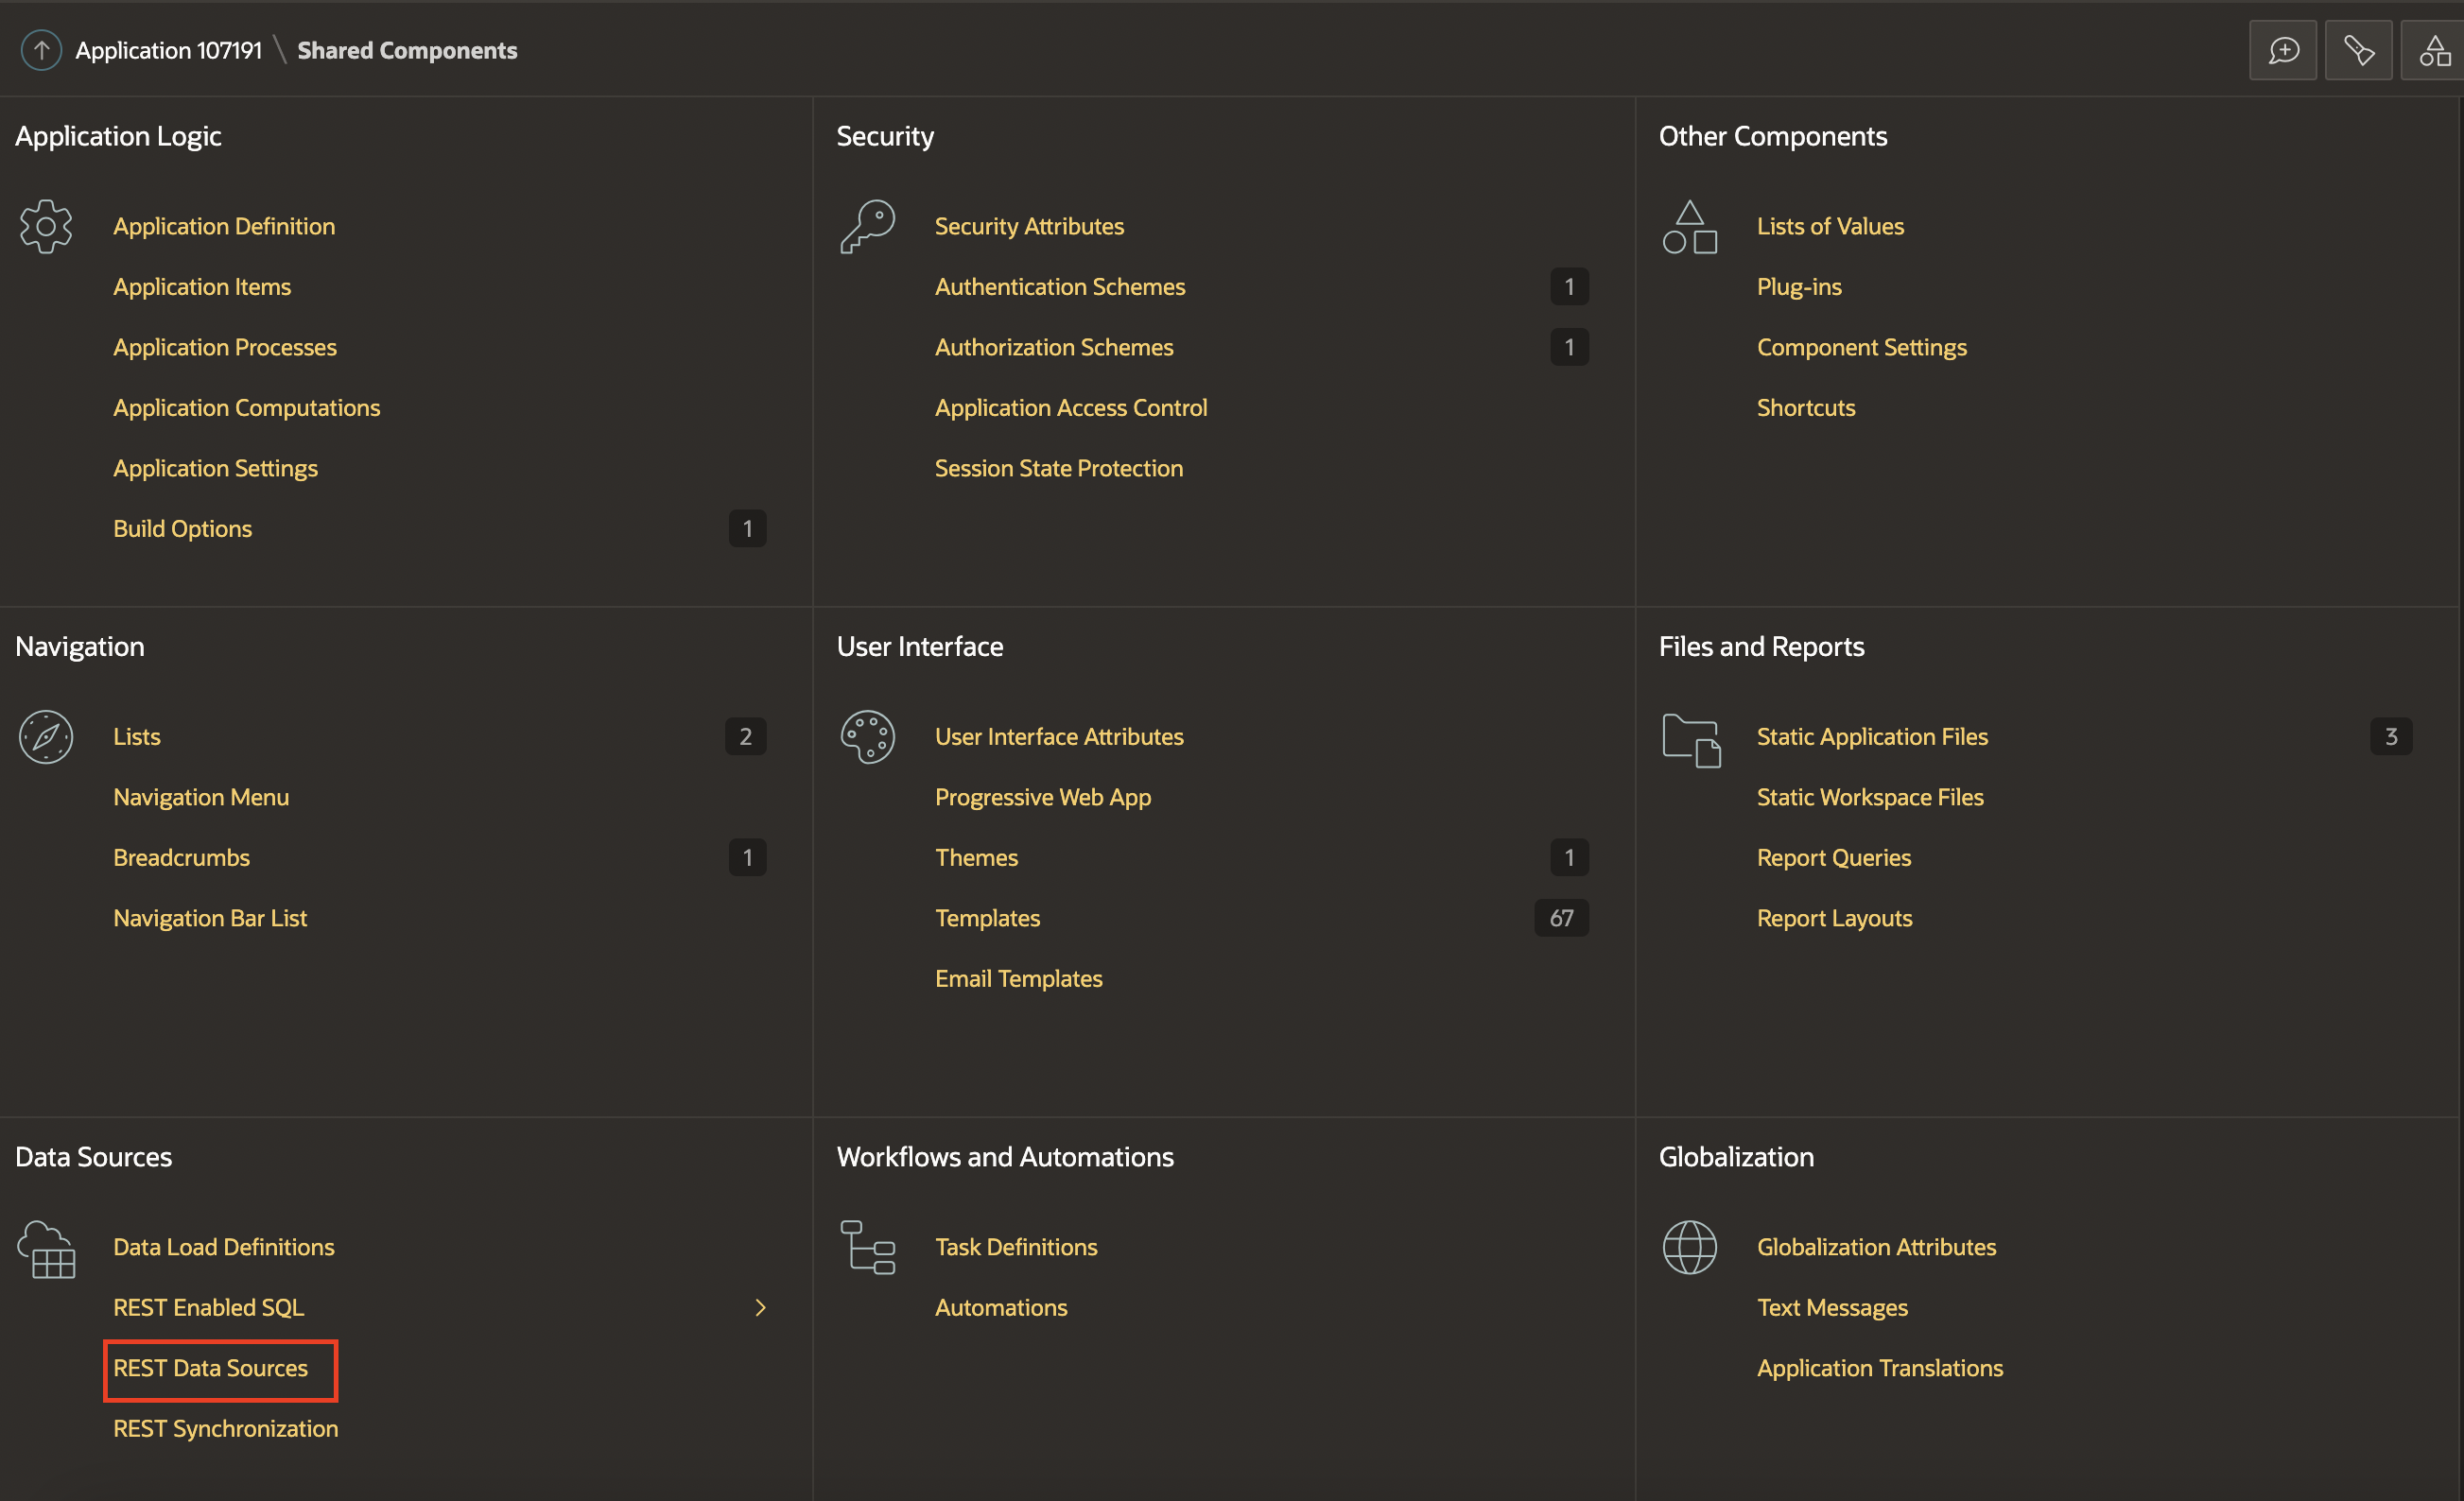 Application 107191 \ Shared Components
Application Logic
Application Definition
Application Items
Application Processes
Application Computations
Application Settings
Build Options 1
Security
Security Attributes
Authentication Schemes 1
Authorization Schemes 1
Application Access Control
Session State Protection
Other Components
Lists of Values
Plug-ins
Component Settings
Shortcuts
Navigation
Lists 2
Navigation Menu
Breadcrumbs 1
Navigation Bar List
User Interface
User Interface Attributes
Progressive Web App
Themes 1
Templates 67
Email Templates
Files and Reports
Static Application Files 3
Static Workspace Files
Report Queries
Report Layouts
Data Sources
Data Load Definitions
REST Enabled SQL
REST Data Sources
REST Synchronization
Workflows and Automations
Task Definitions
Automations
Globalization
Globalization Attributes
Text Messages
Application Translations